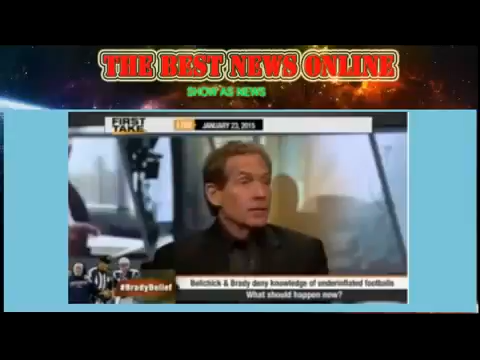 THE BEST NEWS ONLINE
SHOW AS NEWS
FIRST TAKE
JANUARY 23, 2015
Belichick & Brady deny knowledge of underinflated footballs
#BradyBelief
What should happen now?